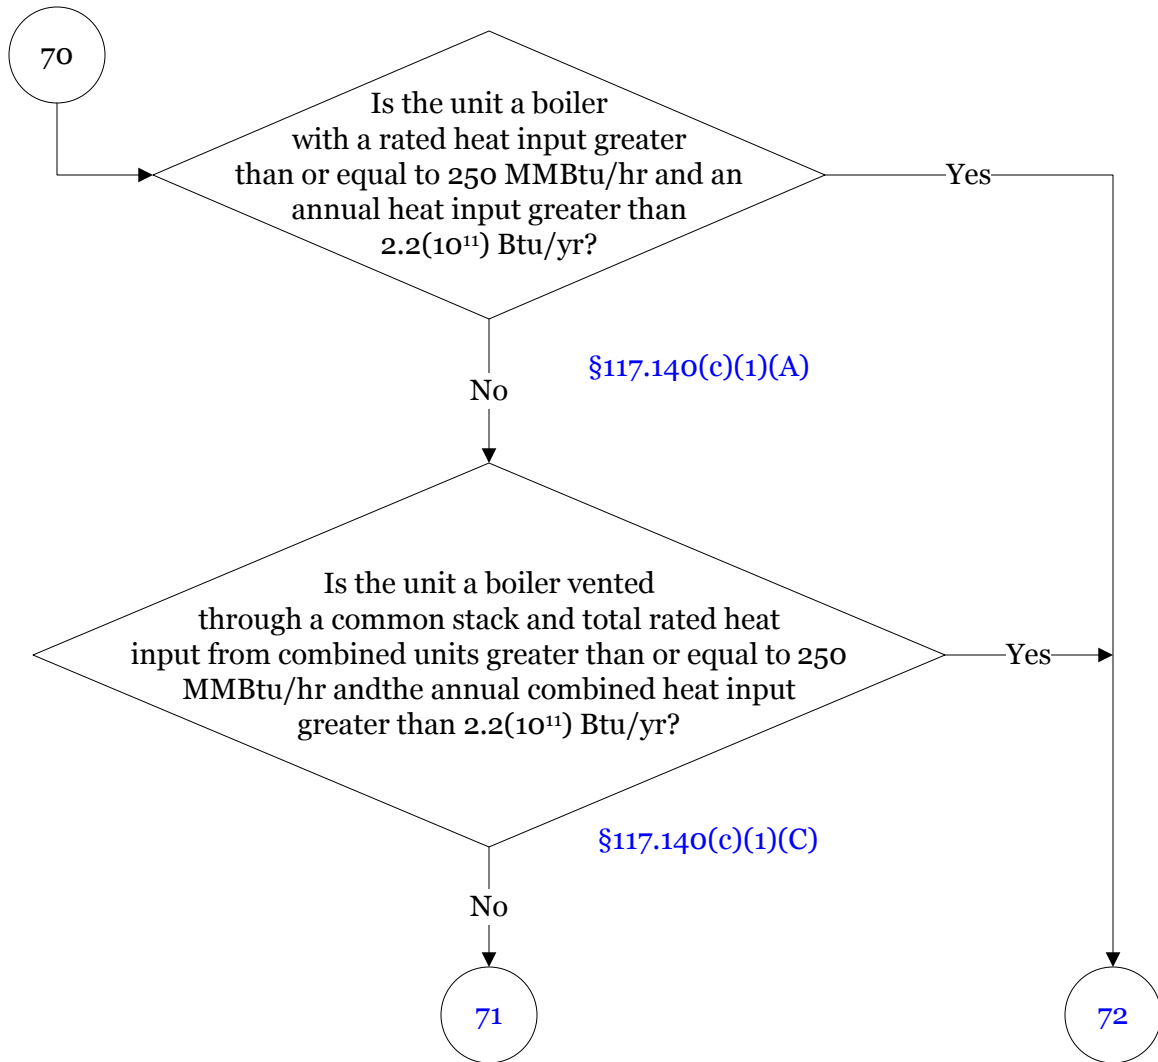 70
Is the unit a boiler
with a rated heat input greater
than or equal to 250 MMBtu/hr and an
annual heat input greater than
2.2(10¹¹) Btu/yr?
Yes
§117.140(c)(1)(A)
No
Is the unit a boiler vented
through a common stack and total rated heat
input from combined units greater than or equal to 250
MMBtu/hr andthe annual combined heat input
greater than 2.2(10¹¹) Btu/yr?
Yes
§117.140(c)(1)(C)
No
71
72